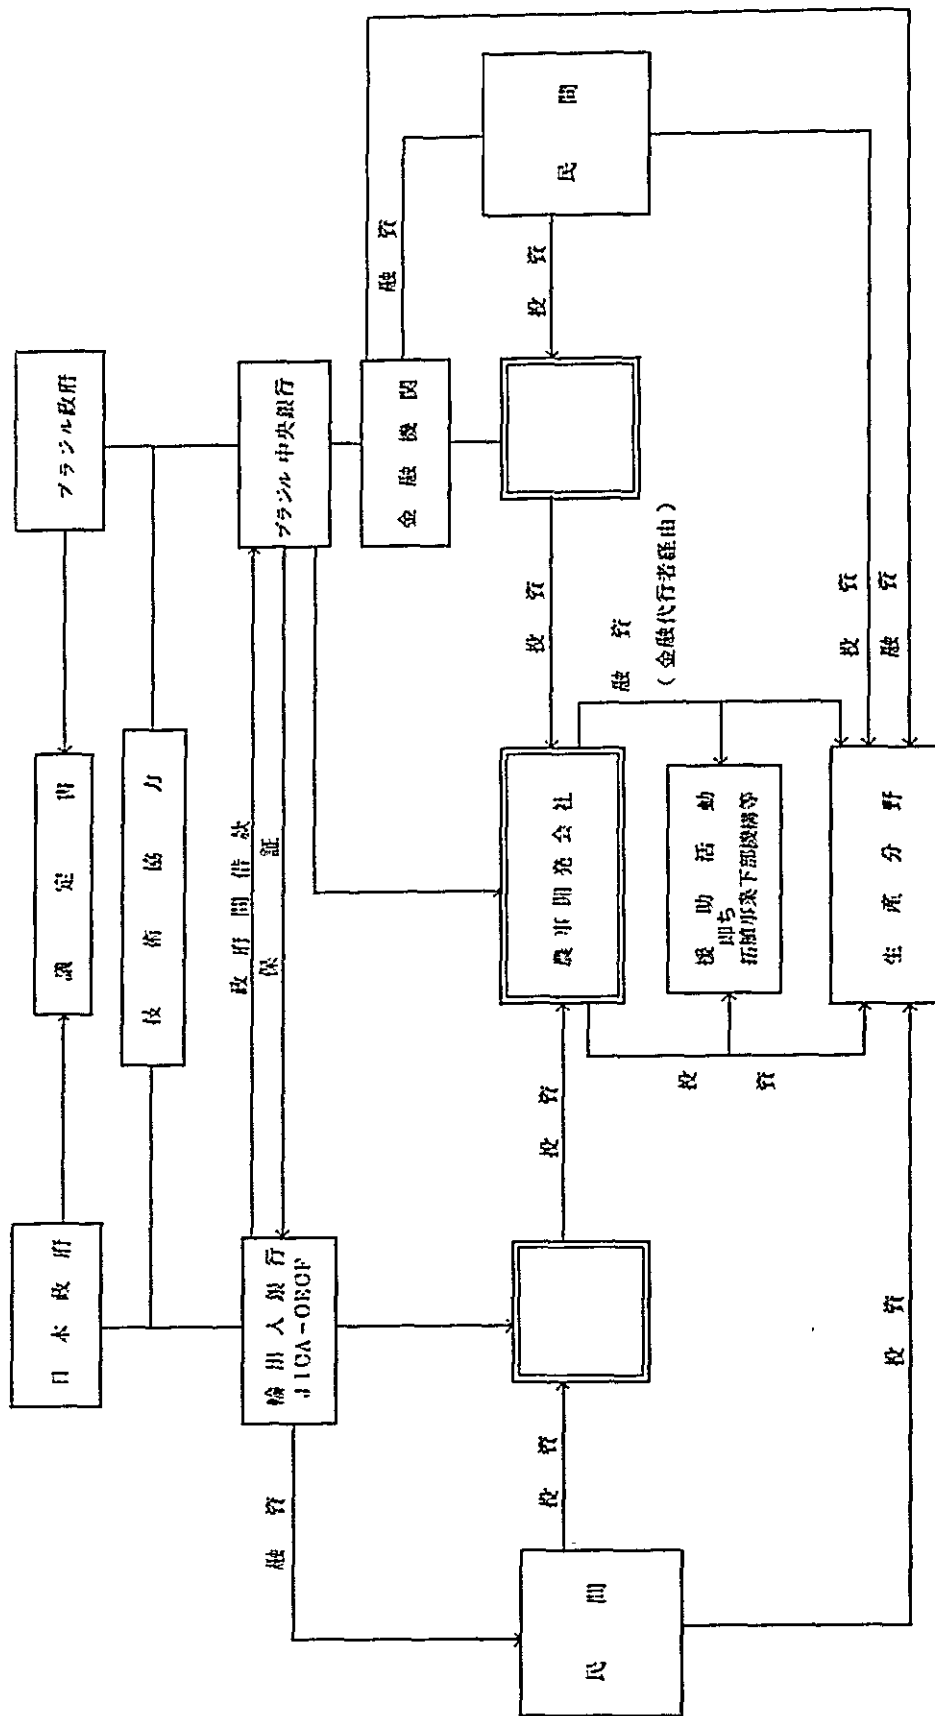 日本政府
議定書
ブラジル政府
技術協力
輸出入銀行
JICA-OECF
政府間借款
保証
ブラジル中央銀行
金融機関
融資
融資
民間
投資
投資
投資
農事開発会社
投資
投資
民間
融資
(金融代行者経由)
援助活動
即ち
拓殖事業下部機構等
投資
投資
生産分野
投資
融資